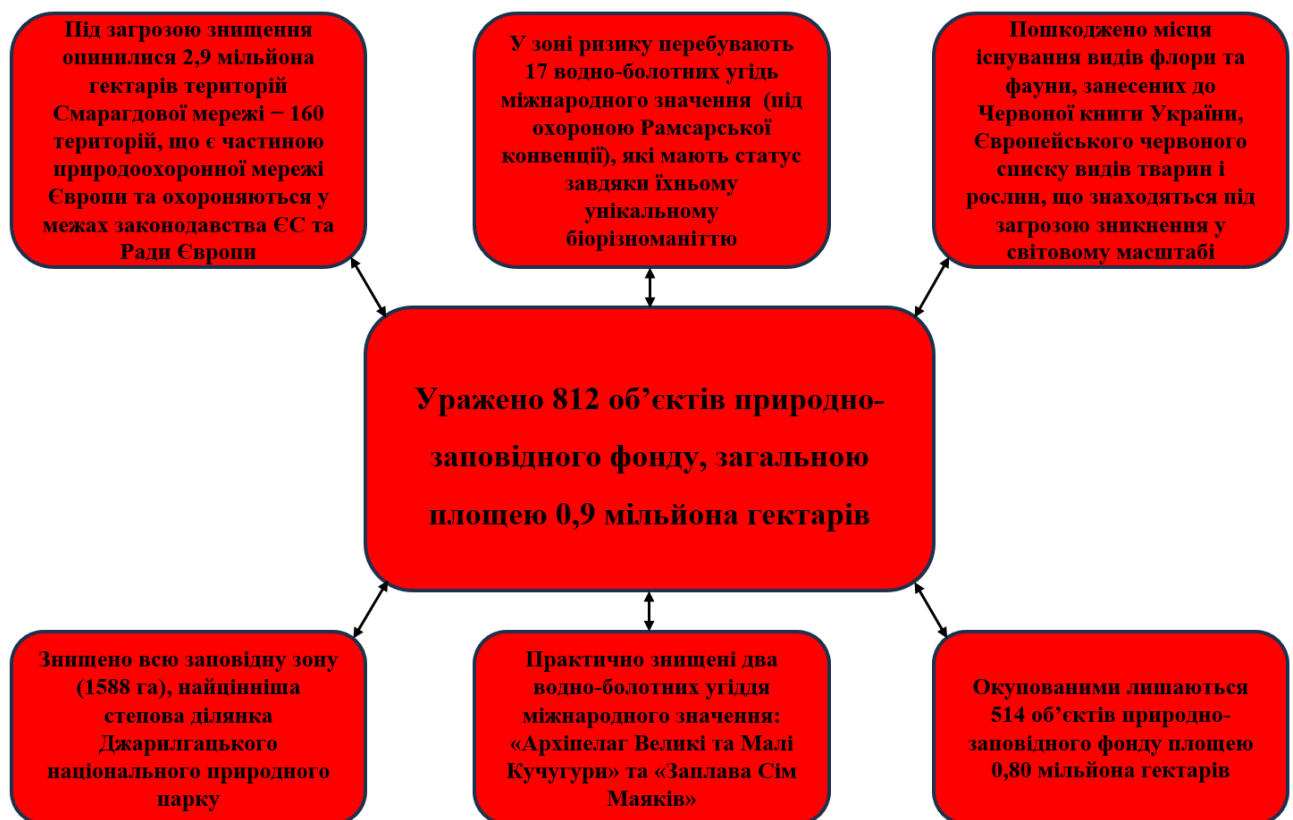 Під загрозою знищення
опинилися 2,9 мільйона
гектарів територій
Смарагдової мережі − 160
територій, що є частиною
природоохоронної мережі
Європи та охороняються у
межах законодавства ЄС та
Ради Європи
У зоні ризику перебувають
17 водно-болотних угідь
міжнародного значення (під
охороною Рамсарської
конвенції), які мають статус
завдяки їхньому
унікальному
біорізноманіттю
Пошкоджено місця
існування видів флори та
фауни, занесених до
Червоної книги України,
Європейського червоного
списку видів тварин і
рослин, що знаходяться під
загрозою зникнення у
світовому масштабі
Уражено 812 об’єктів природно-
заповідного фонду, загальною
площею 0,9 мільйона гектарів
Знищено всю заповідну зону
(1588 га), найцінніша
степова ділянка
Джарилгацького
національного природного
парку
Практично знищені два
водно-болотних угіддя
міжнародного значення:
«Архіпелаг Великі та Малі
Кучугури» та «Заплава Сім
Маяків»
Окупованими лишаються
514 об’єктів природно-
заповідного фонду площею
0,80 мільйона гектарів